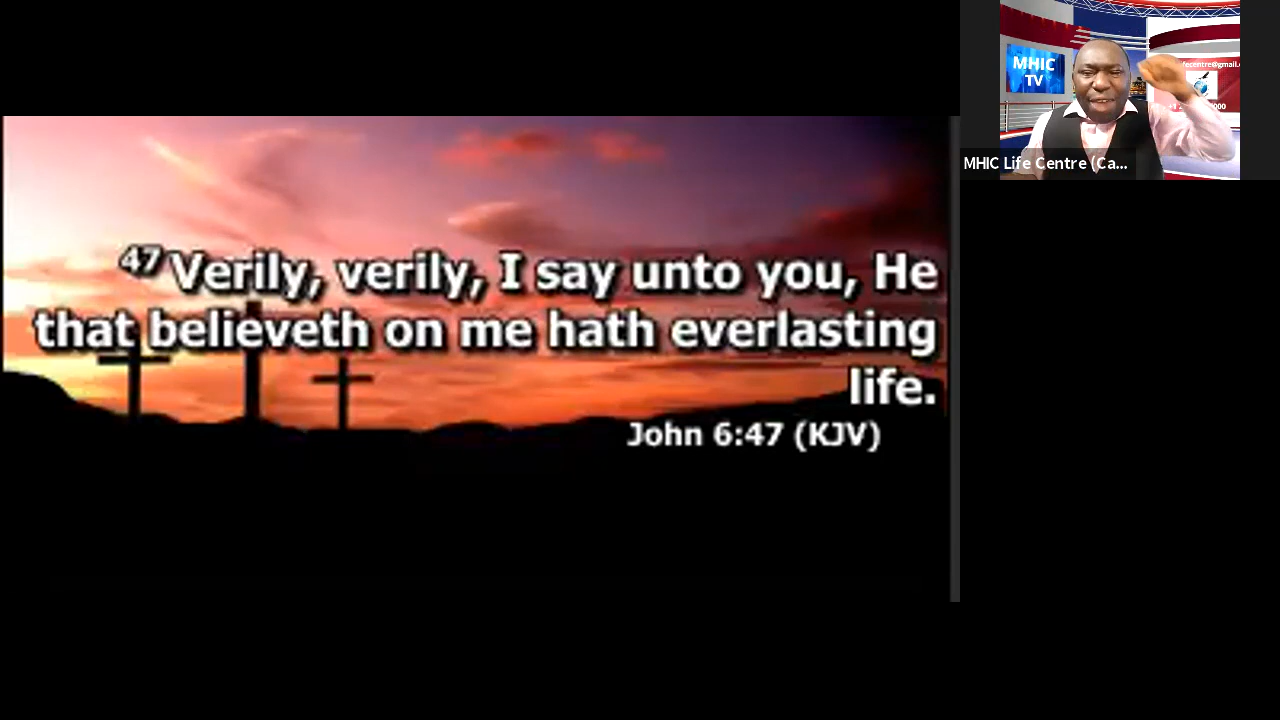 47 Verily, verily, I say unto you, He
that believeth on me hath everlasting
life.
John 6:47 (KJV)
MHIC
TV
MHIC Life Centre (Ca...